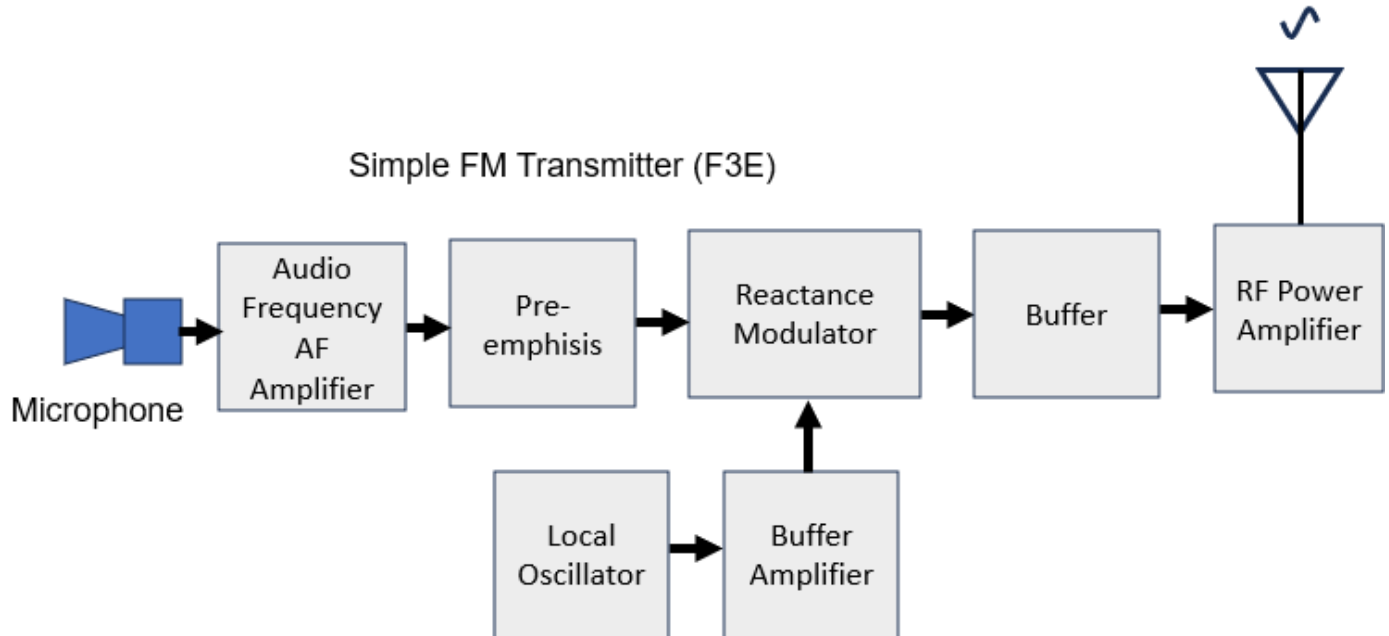 Simple FM Transmitter (F3E)
Microphone
Audio
Frequency
AF
Amplifier
Pre-
emphisis
Reactance
Modulator
Buffer
RF Power
Amplifier
Local
Oscillator
Buffer
Amplifier